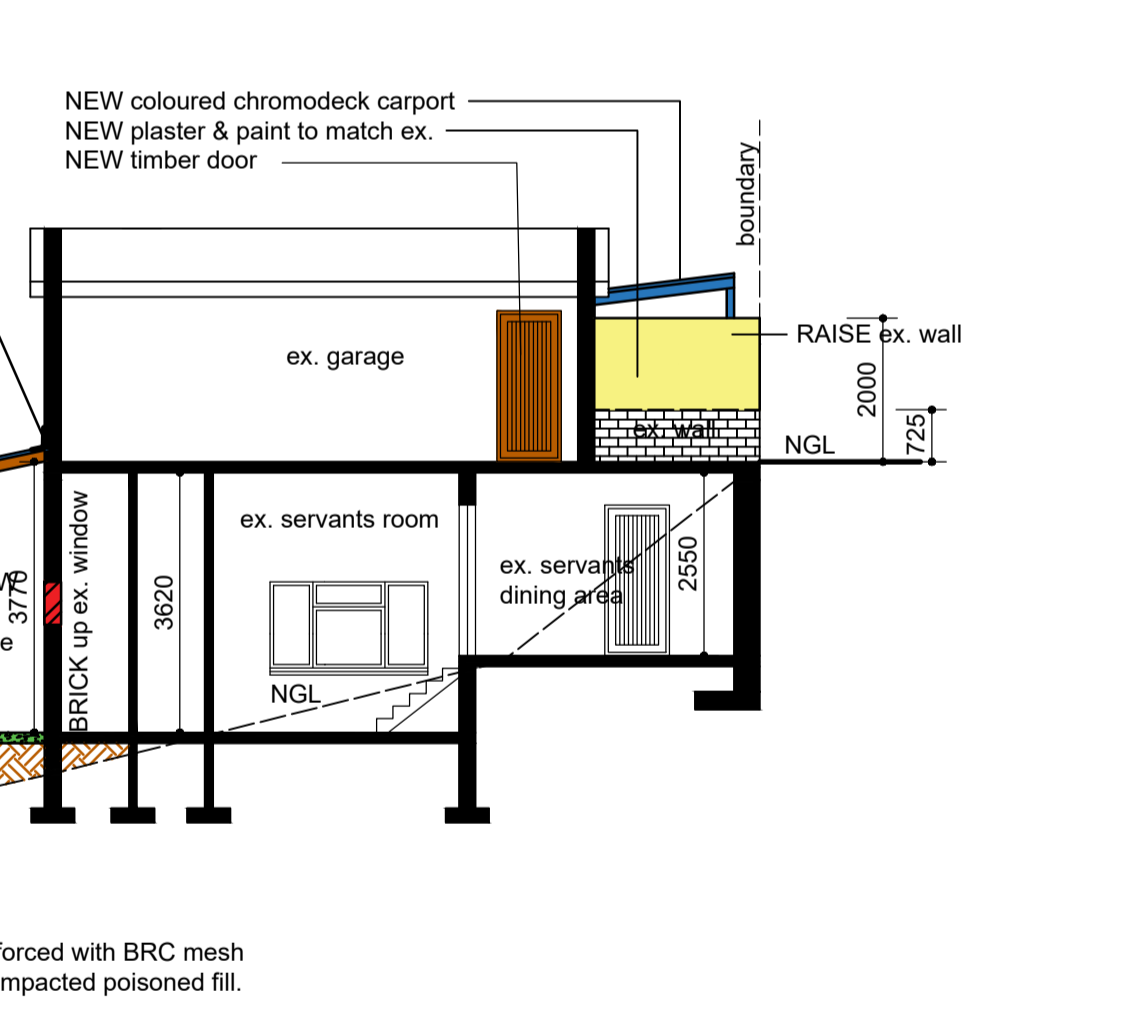 NEW coloured chromodeck carport
NEW plaster & paint to match ex.
NEW timber door
boundary
RAISE ex. wall
ex. garage
2000
725
ex. wall
NGL
BRICK up ex. window
ex. servants room
ex. servants
dining area
2550
3770
3620
e
NGL
forced with BRC mesh
mpacted poisoned fill.